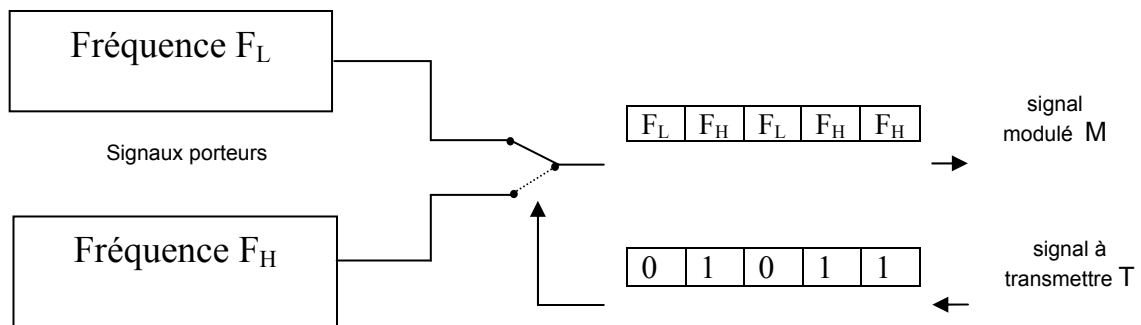 Fréquence F_L
Signaux porteurs
Fréquence F_H
F_L F_H F_L F_H F_H
signal
modulé M
0 1 0 1 1
signal à
transmettre T